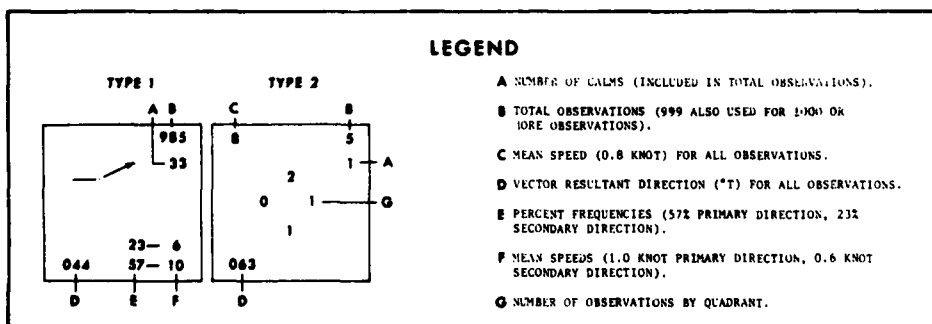 LEGEND
TYPE 1 TYPE 2
A B C B
985 8 5
33 1 A
2
0 1 G
1
23— 6
044 57— 10 063
D E F D
A NUMBER OF CALMS (INCLUDED IN TOTAL OBSERVATIONS).
B TOTAL OBSERVATIONS (999 ALSO USED FOR 1000 OR
MORE OBSERVATIONS).
C MEAN SPEED (0.8 KNOT) FOR ALL OBSERVATIONS.
D VECTOR RESULTANT DIRECTION (°T) FOR ALL OBSERVATIONS.
E PERCENT FREQUENCIES (57% PRIMARY DIRECTION, 23%
SECONDARY DIRECTION).
F MEAN SPEEDS (1.0 KNOT PRIMARY DIRECTION, 0.6 KNOT
SECONDARY DIRECTION).
G NUMBER OF OBSERVATIONS BY QUADRANT.